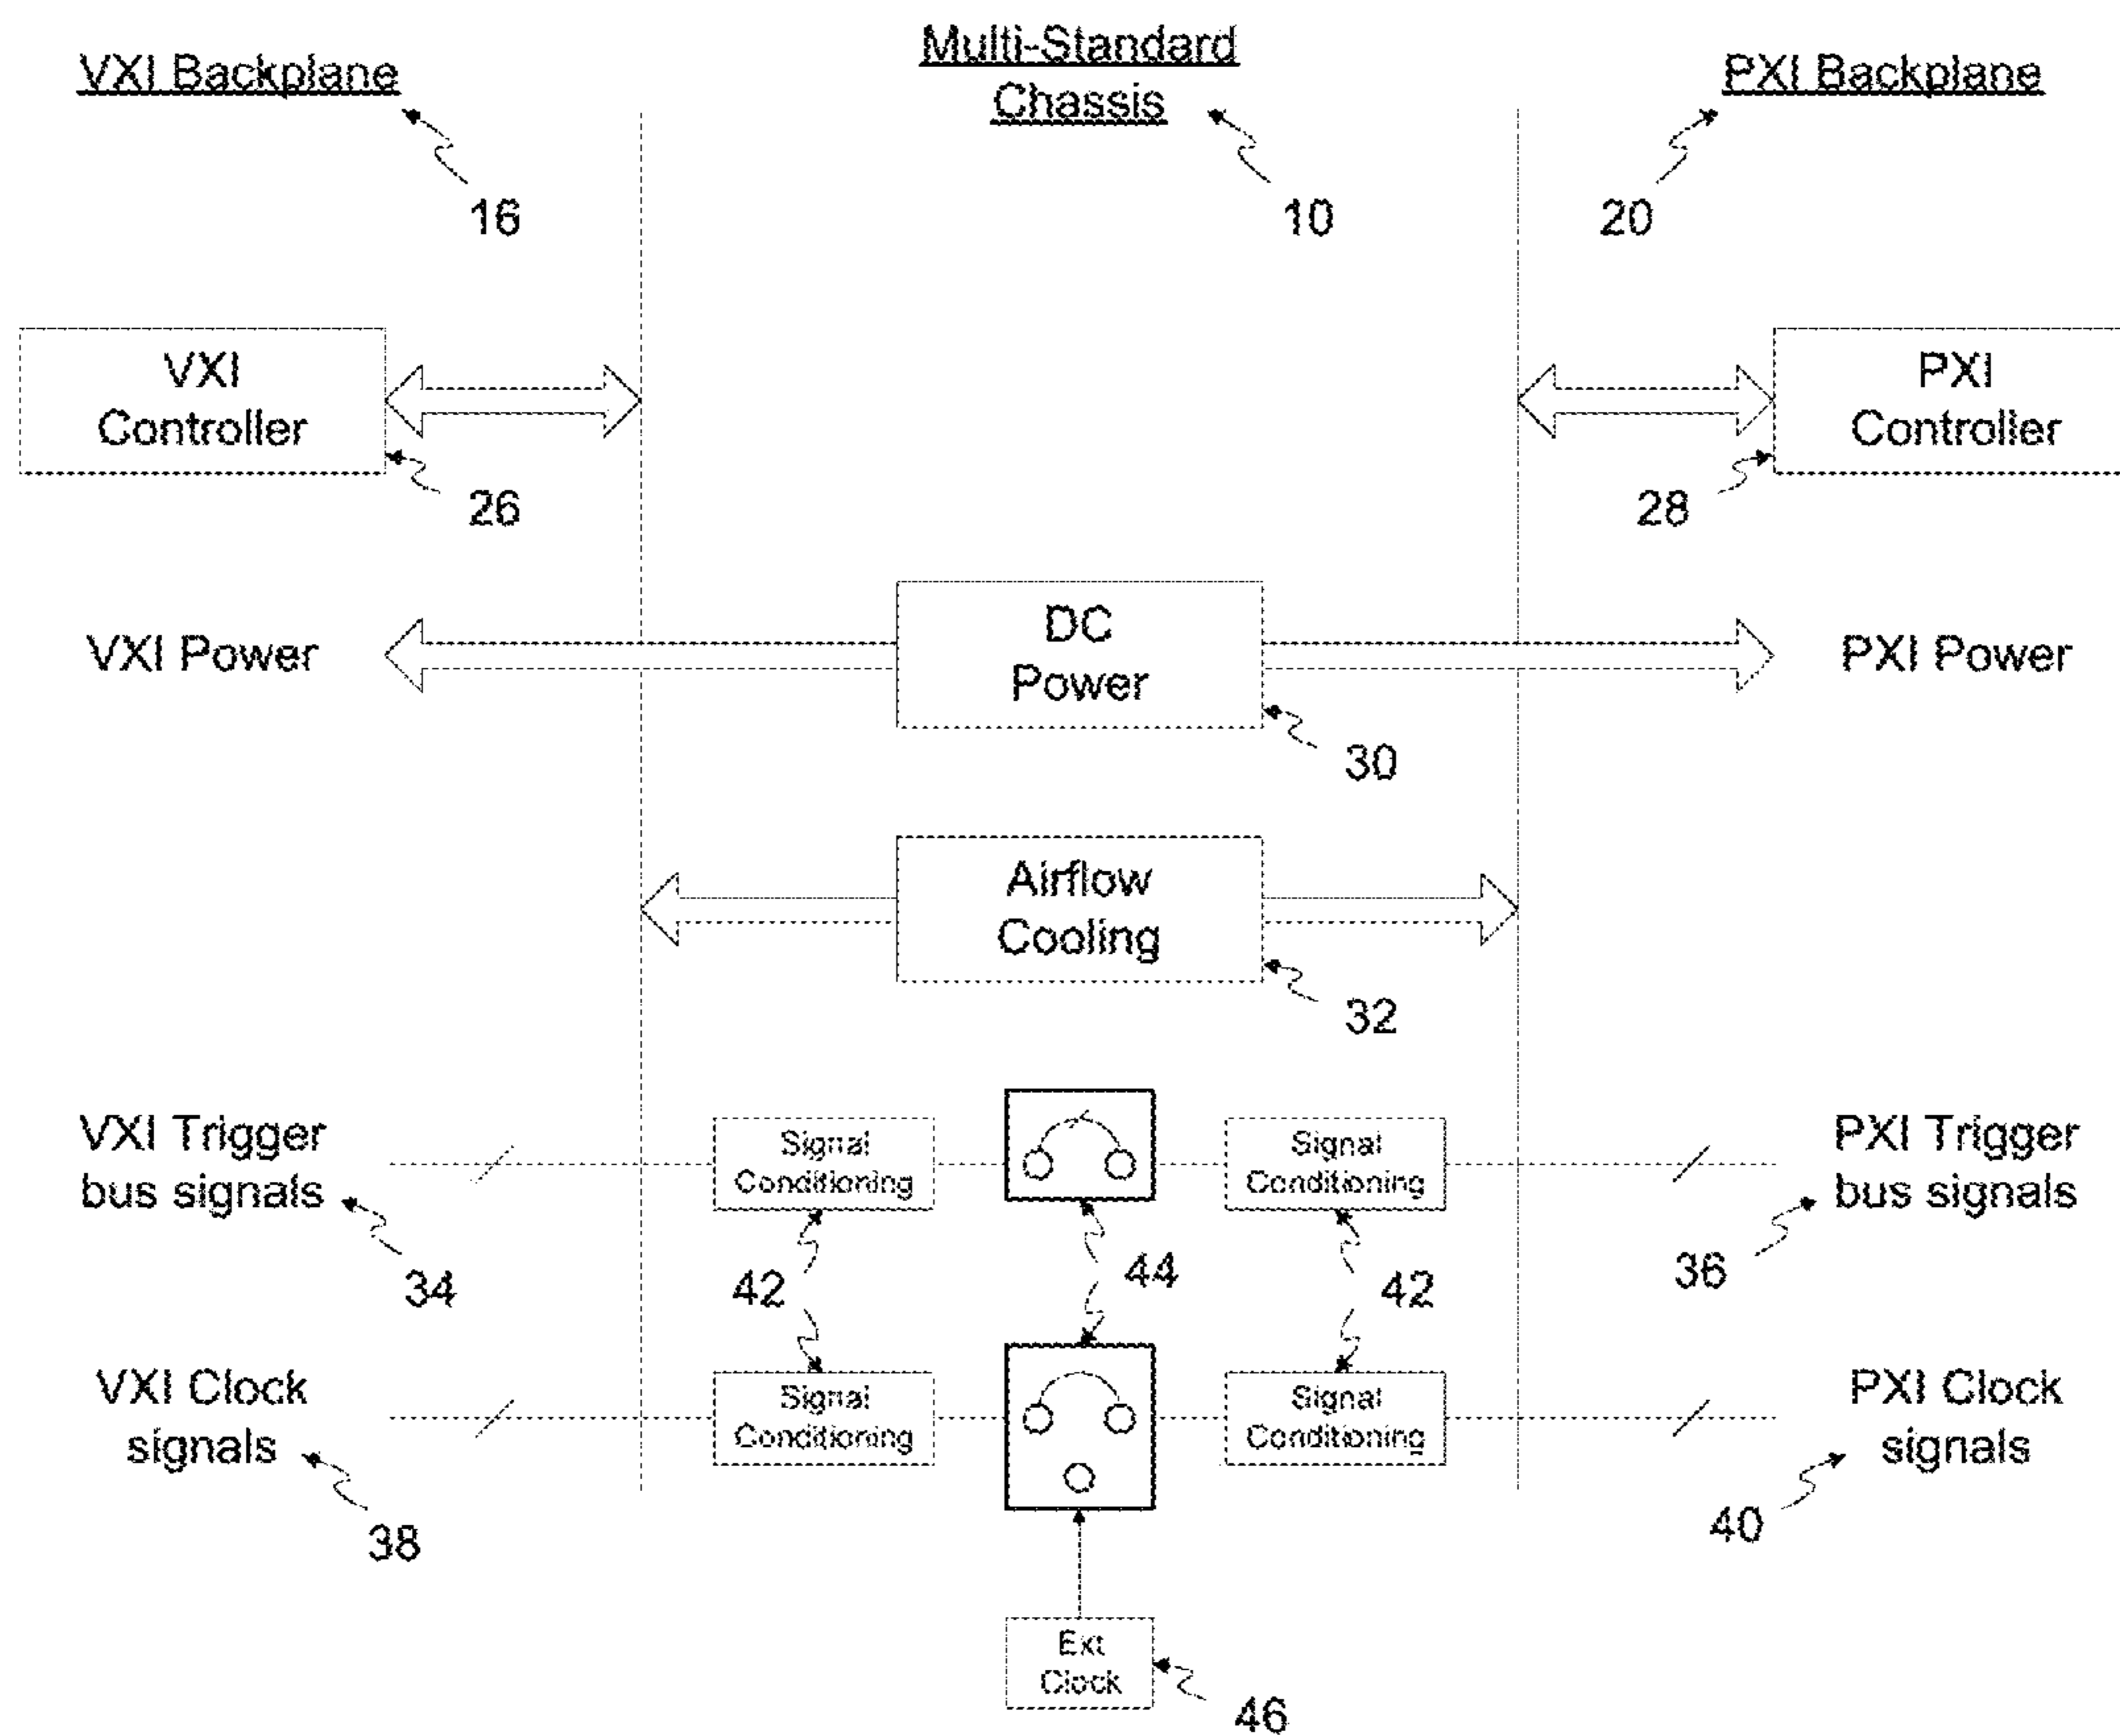 VXI Backplane
Multi-Standard
Chassis
PXI Backplane
16
10
20
VXI
Controller
PXI
Controller
26
28
VXI Power
DC
Power
PXI Power
30
Airflow
Cooling
32
VXI Trigger
bus signals
Signal
Conditioning
Signal
Conditioning
PXI Trigger
bus signals
34
42
44
42
36
VXI Clock
signals
Signal
Conditioning
Signal
Conditioning
PXI Clock
signals
38
40
Ext
Clock
46